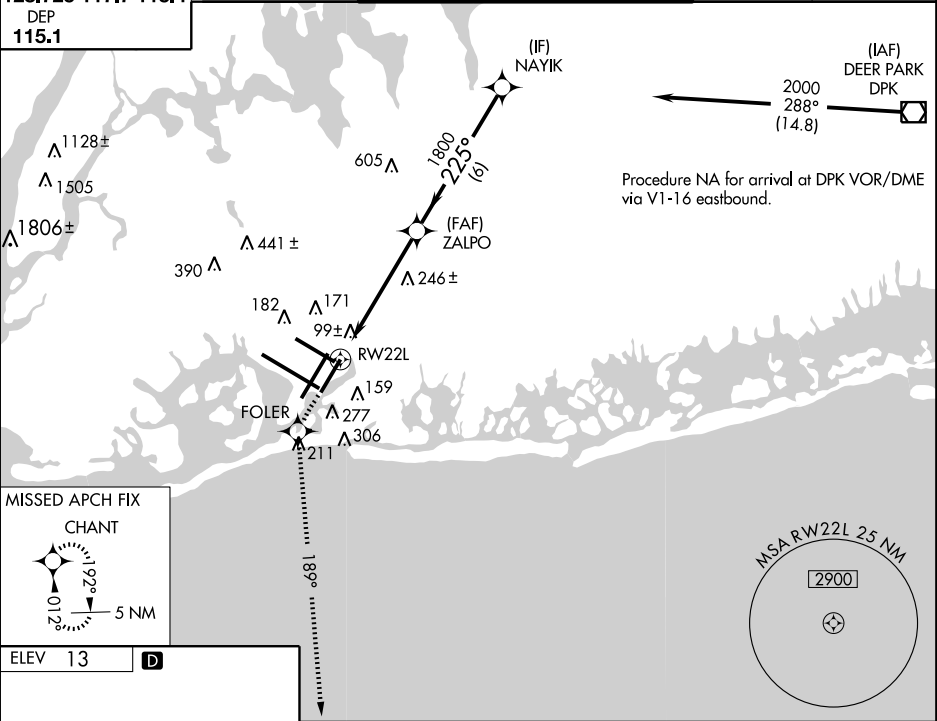 DEP
115.1
(IF)
NAYIK
(IAF)
DEER PARK
DPK
2000
288°
(14.8)
1800
225°
(6)
Procedure NA for arrival at DPK VOR/DME
via V1-16 eastbound.
1128±
1505
1806±
605
(FAF)
ZALPO
441±
390
246±
182
171
99±
RW22L
159
FOLER
277
306
211
189°
MISSED APCH FIX
CHANT
192°
012°
5 NM
MSA RW22L 25 NM
2900
ELEV 13
D